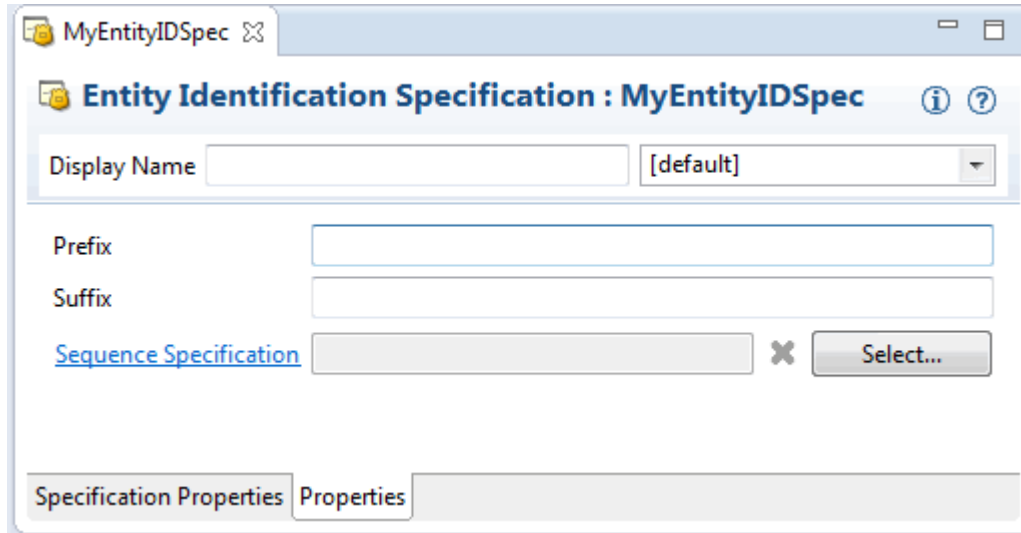 MyEntityIDSpec
Entity Identification Specification : MyEntityIDSpec
Display Name [default]
Prefix
Suffix
Sequence Specification Select...
Specification Properties Properties